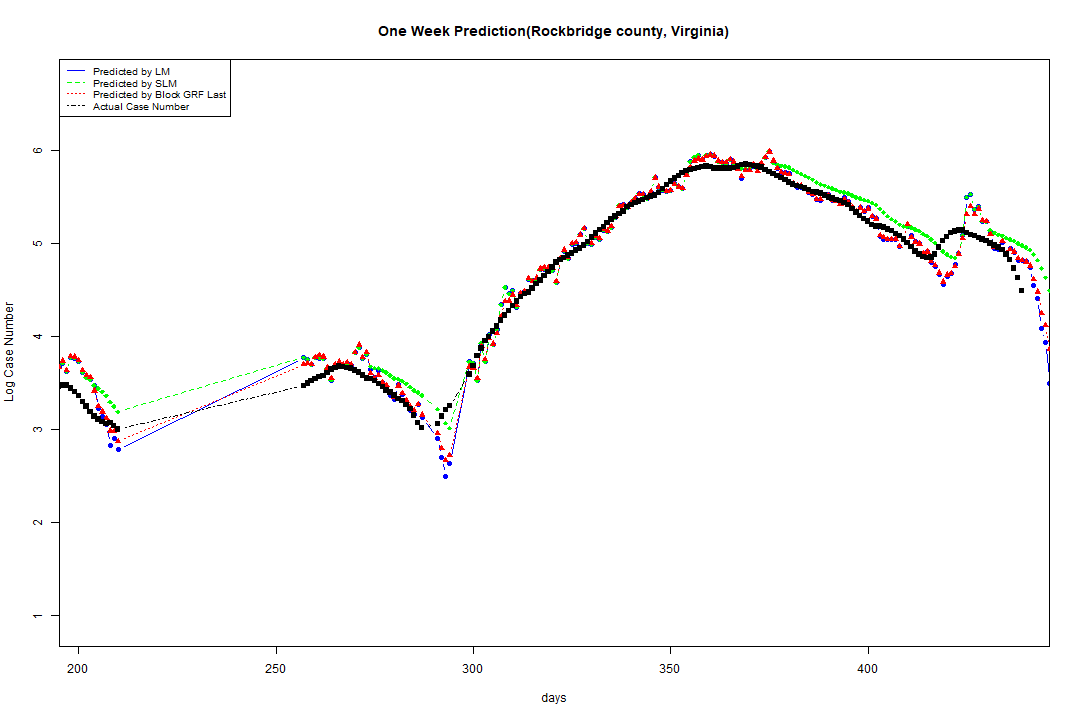 One Week Prediction(Rockbridge county, Virginia)
Predicted by LM
Predicted by SLM
Predicted by Block GRF Last
Actual Case Number
Log Case Number
6
5
4
3
2
1
200 250 300 350 400
days